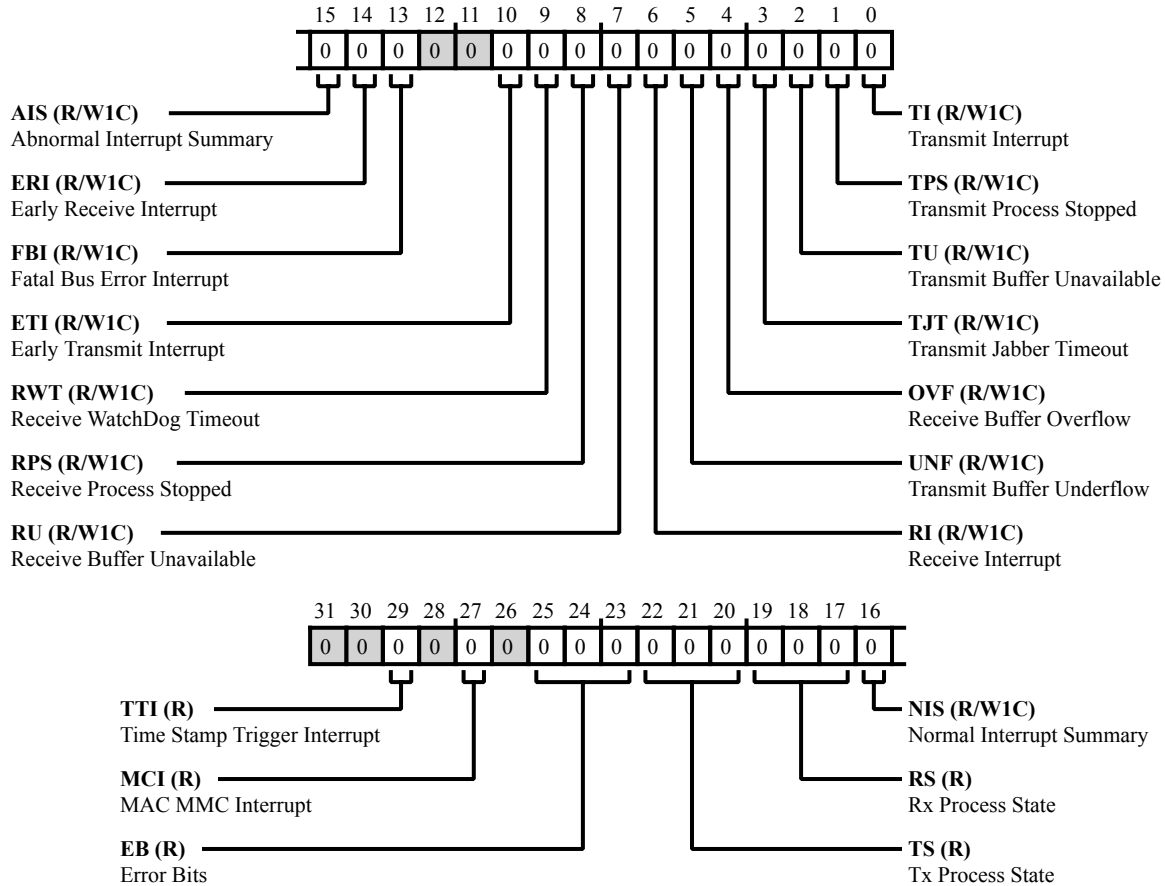 15 14 13 12 11 10 9 8 7 6 5 4 3 2 1 0
0 0 0 0 0 0 0 0 0 0 0 0 0 0 0 0
AIS (R/W1C)
Abnormal Interrupt Summary
ERI (R/W1C)
Early Receive Interrupt
FBI (R/W1C)
Fatal Bus Error Interrupt
ETI (R/W1C)
Early Transmit Interrupt
RWT (R/W1C)
Receive WatchDog Timeout
RPS (R/W1C)
Receive Process Stopped
RU (R/W1C)
Receive Buffer Unavailable
TI (R/W1C)
Transmit Interrupt
TPS (R/W1C)
Transmit Process Stopped
TU (R/W1C)
Transmit Buffer Unavailable
TJT (R/W1C)
Transmit Jabber Timeout
OVF (R/W1C)
Receive Buffer Overflow
UNF (R/W1C)
Transmit Buffer Underflow
RI (R/W1C)
Receive Interrupt
31 30 29 28 27 26 25 24 23 22 21 20 19 18 17 16
0 0 0 0 0 0 0 0 0 0 0 0 0 0 0 0
TTI (R)
Time Stamp Trigger Interrupt
MCI (R)
MAC MMC Interrupt
EB (R)
Error Bits
NIS (R/W1C)
Normal Interrupt Summary
RS (R)
Rx Process State
TS (R)
Tx Process State